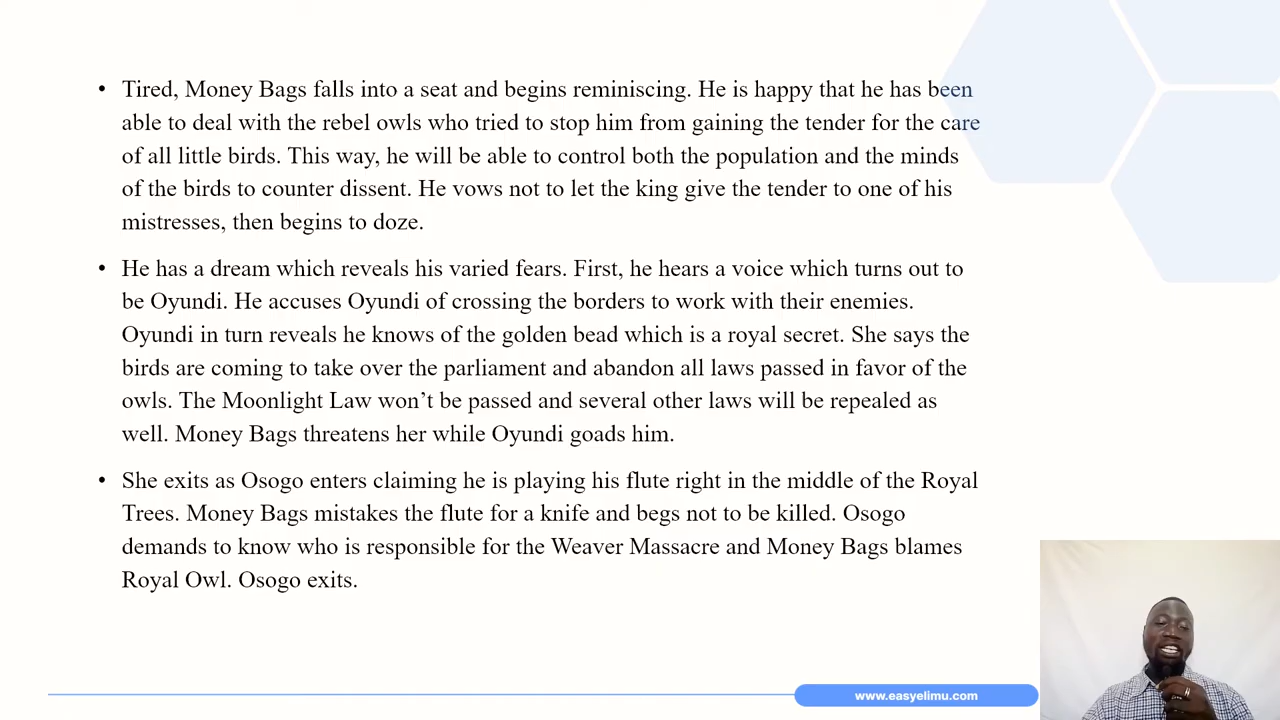 • Tired, Money Bags falls into a seat and begins reminiscing. He is happy that he has been
able to deal with the rebel owls who tried to stop him from gaining the tender for the care
of all little birds. This way, he will be able to control both the population and the minds
of the birds to counter dissent. He vows not to let the king give the tender to one of his
mistresses, then begins to doze.
• He has a dream which reveals his varied fears. First, he hears a voice which turns out to
be Oyundi. He accuses Oyundi of crossing the borders to work with their enemies.
Oyundi in turn reveals he knows of the golden bead which is a royal secret. She says the
birds are coming to take over the parliament and abandon all laws passed in favor of the
owls. The Moonlight Law won’t be passed and several other laws will be repealed as
well. Money Bags threatens her while Oyundi goads him.
• She exits as Osogo enters claiming he is playing his flute right in the middle of the Royal
Trees. Money Bags mistakes the flute for a knife and begs not to be killed. Osogo
demands to know who is responsible for the Weaver Massacre and Money Bags blames
Royal Owl. Osogo exits.
www.easyelimu.com